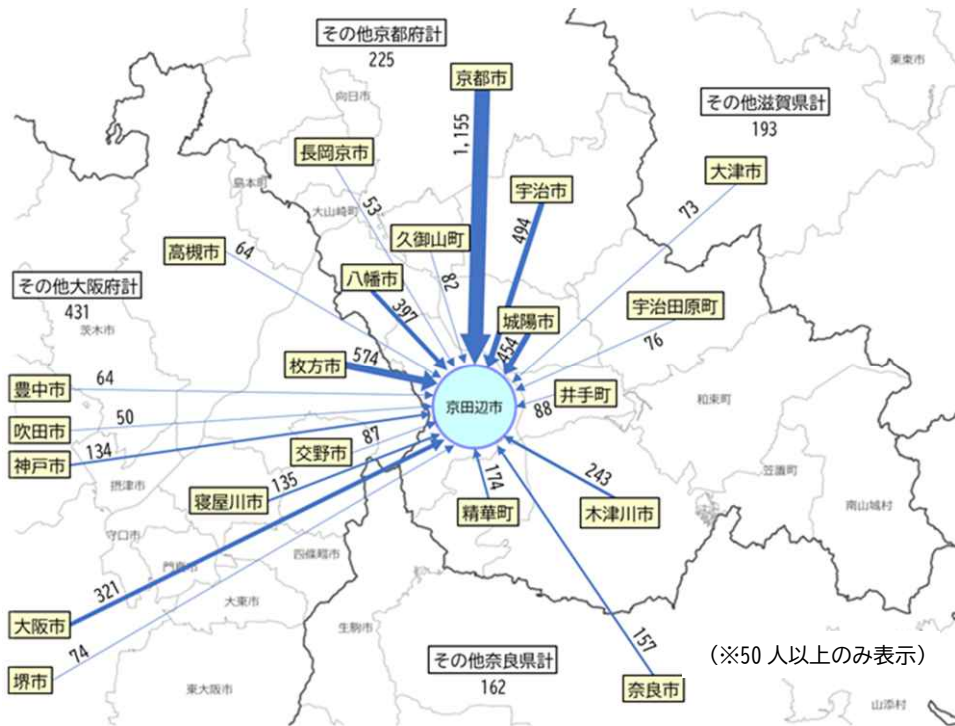 その他京都府計
225
京都市
1,155
栗東市
向日市
その他滋賀県計
193
長岡京市
53
大津市
73
島本町
宇治市
494
大山崎町
久御山町
82
高槻市
64
八幡市
397
その他大阪府計
431
宇治田原町
76
城陽市
454
茨木市
枚方市
574
豊中市
64
井手町
88
京田辺市
和束町
吹田市
50
交野市
87
神戸市
134
笠置町
摂津市
寝屋川市
135
精華町
174
木津川市
243
南山城村
守口市
四條畷市
門真市
大東市
大阪市
321
生駒市
堺市
74
その他奈良県計
162
157
奈良市
(※50人以上のみ表示)
東大阪市
山添村